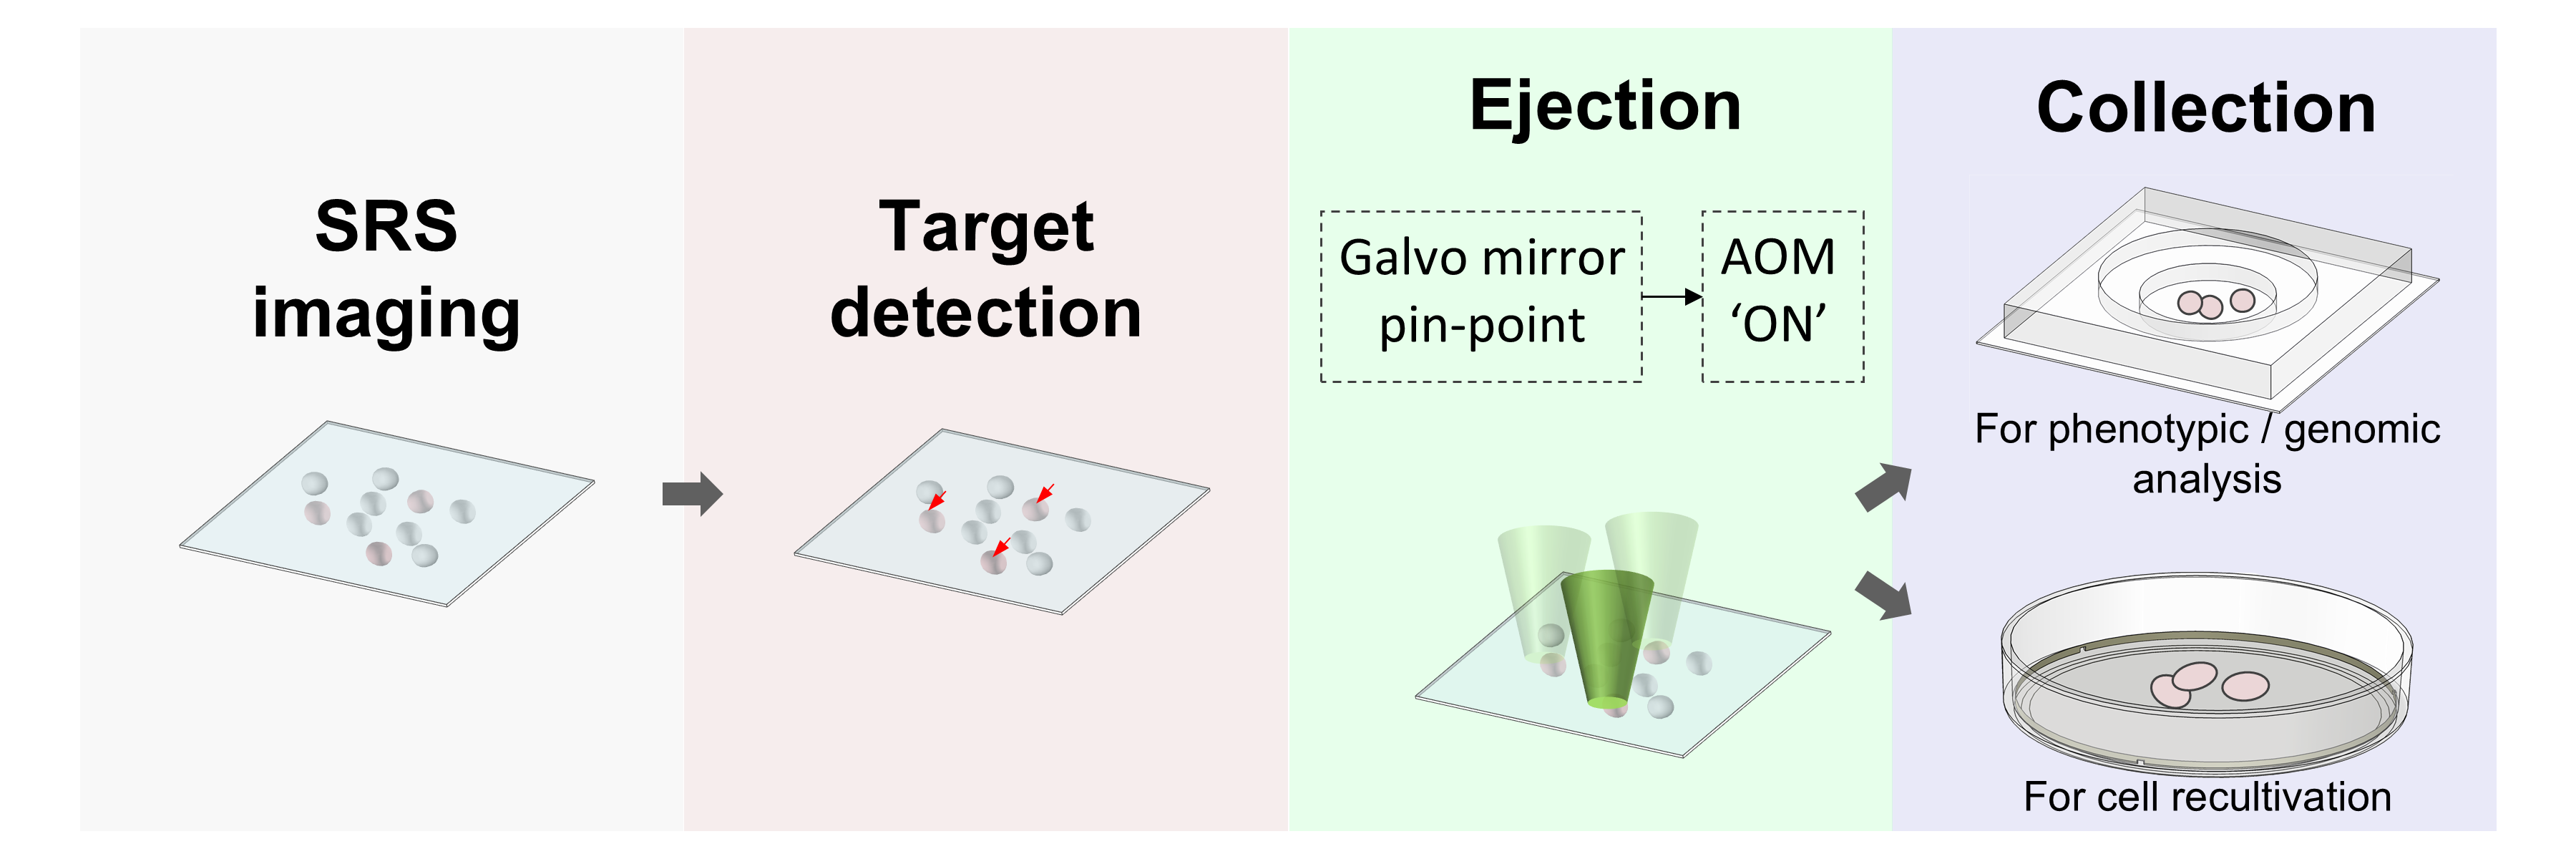 SRS
imaging
Target
detection
Ejection
Galvo mirror
pin-point
AOM
‘ON’
Collection
For phenotypic / genomic
analysis
For cell recultivation